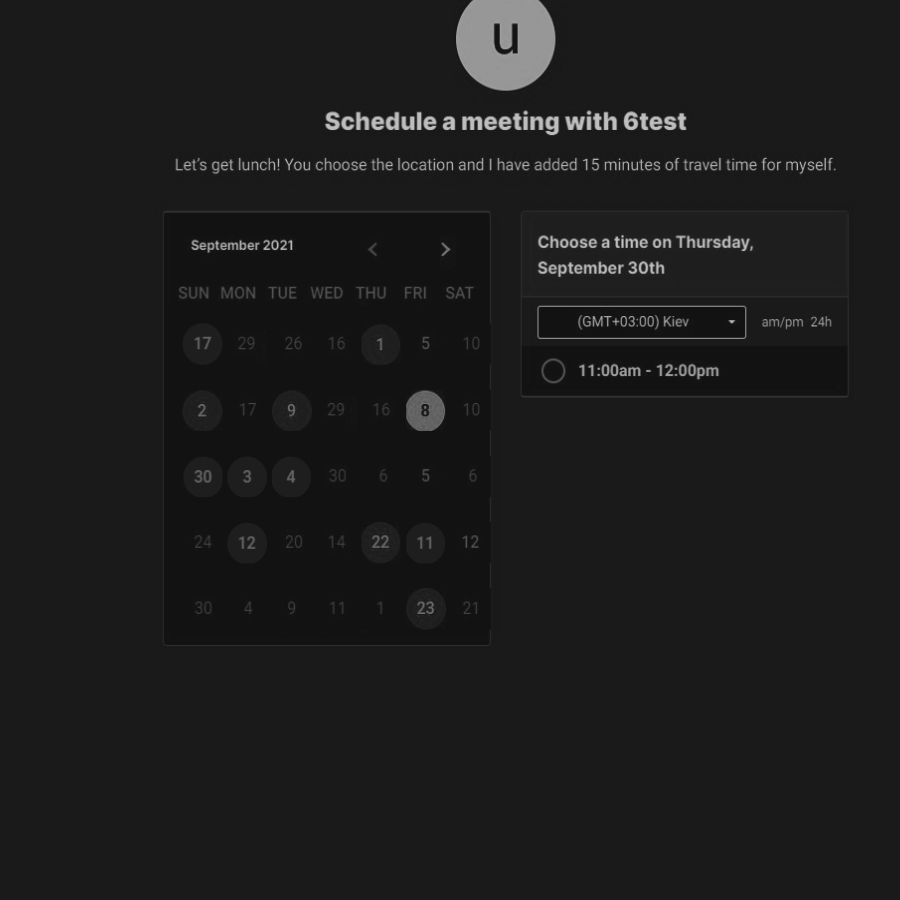 u
Schedule a meeting with 6test
Let's get lunch! You choose the location and I have added 15 minutes of travel time for myself.
September 2021
SUN MON TUE WED THU FRI SAT
17 29 26 16 1 5 10
2 17 9 29 16 8 10
30 3 4 30 6 5 6
24 12 20 14 22 11 12
30 4 9 11 1 23 21
Choose a time on Thursday,
September 30th
(GMT+03:00) Kiev am/pm 24h
11:00am - 12:00pm